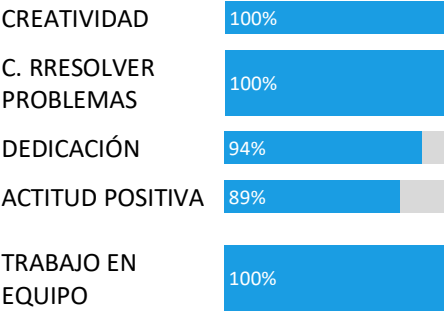 CREATIVIDAD 100%
C. RRESOLVER
PROBLEMAS 100%
DEDICACIÓN 94%
ACTITUD POSITIVA 89%
TRABAJO EN
EQUIPO 100%